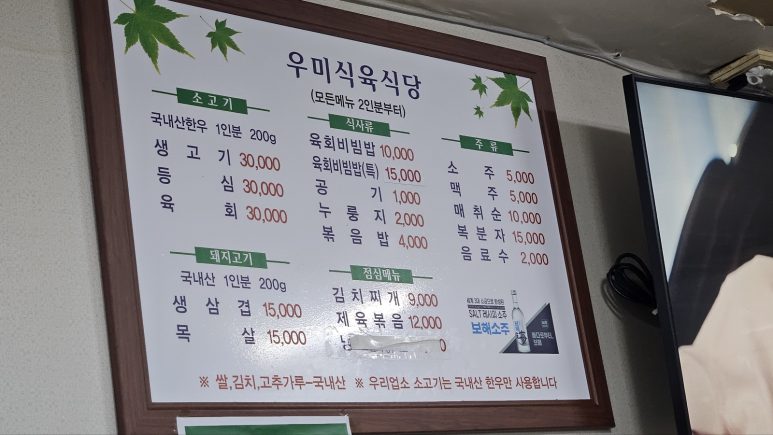 우미식육식당
(모든메뉴 2인분부터)
소고기
국내산한우 1인분 200g
생고기 30,000
등심 30,000
육회 30,000
돼지고기
국내산 1인분 200g
생삼겹 15,000
목살 15,000
식사류
육회비빔밥 10,000
육회비빔밥(특) 15,000
공기 1,000
누룽지 2,000
볶음밥 4,000
점심메뉴
김치찌개 9,000
제육볶음 12,000
주류
소주 5,000
맥주 5,000
매취순 10,000
복분자 15,000
음료수 2,000
SALT 레시피 소주
보해소주
※ 쌀,김치,고추가루-국내산 ※ 우리업소 소고기는 국내산 한우만 사용합니다